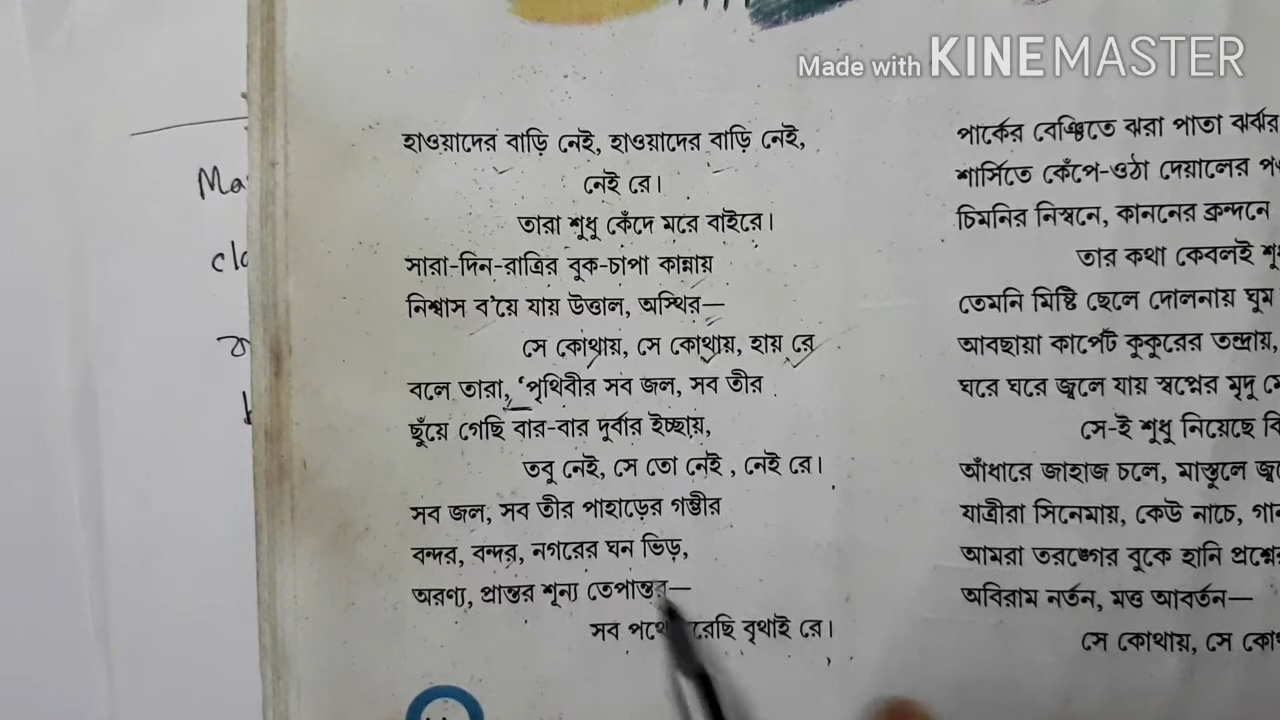 Made with KINEMASTER
হাওয়াদের বাড়ি নেই, হাওয়াদের বাড়ি নেই,
নেই রে।
তারা শুধু কেঁদে মরে বাইরে।
সারা-দিন-রাত্রির বুক-চাপা কান্নায়
নিশ্বাস ব'য়ে যায় উত্তাল, অস্থির—
সে কোথায়, সে কোথায়, হায় রে
বলে তারা, ‘পৃথিবীর সব জল, সব তীর
ছুঁয়ে গেছি বার-বার দুর্বার ইচ্ছায়,
তবু নেই, সে তো নেই , নেই রে।
সব জল, সব তীর পাহাড়ের গম্ভীর
বন্দর, বন্দর, নগরের ঘন ভিড়,
অরণ্য, প্রান্তর শূন্য তেপান্তর—
সব বৃথাই রে।
পার্কের বেঞ্চিতে ঝরা পাতা ঝর্ঝর
শার্সিতে কেঁপে-ওঠা দেয়ালের
চিমনির নিস্বনে, কাননের ক্রন্দনে
তার কথা কেবলই
তেমনি মিষ্টি ছেলে দোলনায় ঘুম
আবছায়া কার্পেট কুকুরের তন্দ্রায়,
ঘরে ঘরে জ্বলে যায় স্বপ্নের মৃদু
সে-ই শুধু নিয়েছে
আঁধারে জাহাজ চলে, মাস্তুলে
যাত্রীরা সিনেমায়, কেউ নাচে,
আমরা তরঙ্গের বুকে হানি
অবিরাম নর্তন, মত্ত আবর্তন—
সে কোথায়, সে